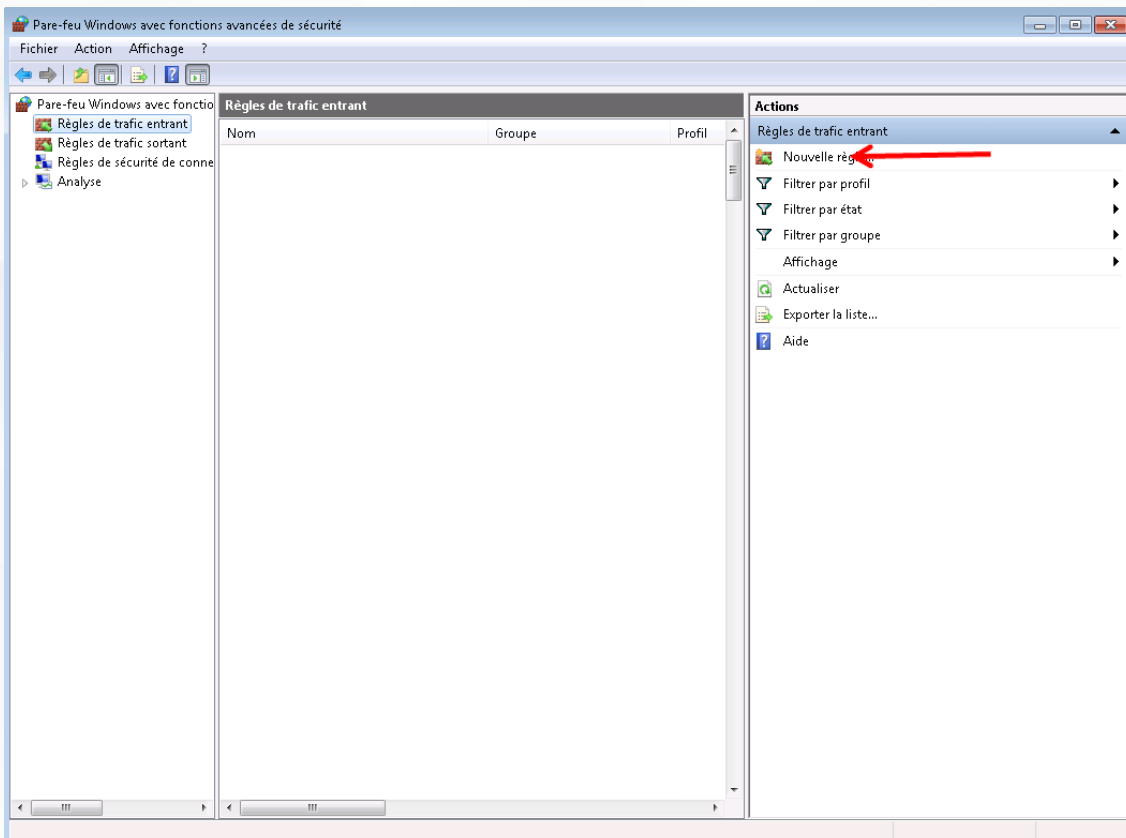 Pare-feu Windows avec fonctions avancées de sécurité
Fichier Action Affichage ?
Pare-feu Windows avec fonctio
Règles de trafic entrant
Règles de trafic sortant
Règles de sécurité de conne
Analyse
Règles de trafic entrant
Nom Groupe Profil
Actions
Règles de trafic entrant
Nouvelle
Filtrer par profil
Filtrer par état
Filtrer par groupe
Affichage
Actualiser
Exporter la liste...
Aide